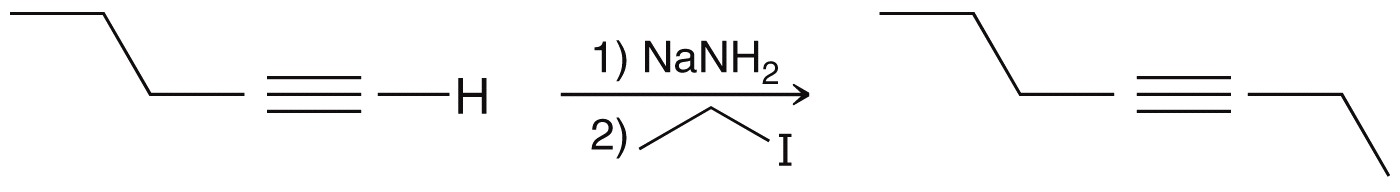 1) NaNH₂
H
2)
I